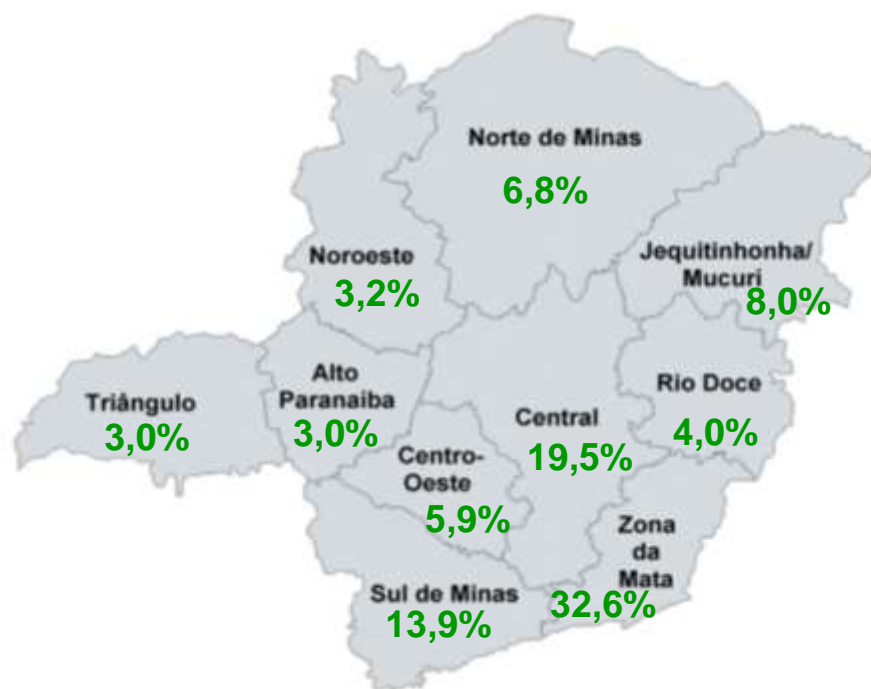 Norte de Minas
6,8%
Jequitinhonha/
Mucuri
8,0%
Noroeste
3,2%
Alto
Paranaiba
3,0%
Triângulo
3,0%
Rio Doce
4,0%
Central
19,5%
Centro-
Oeste
5,9%
Zona
da
Mata
32,6%
Sul de Minas
13,9%